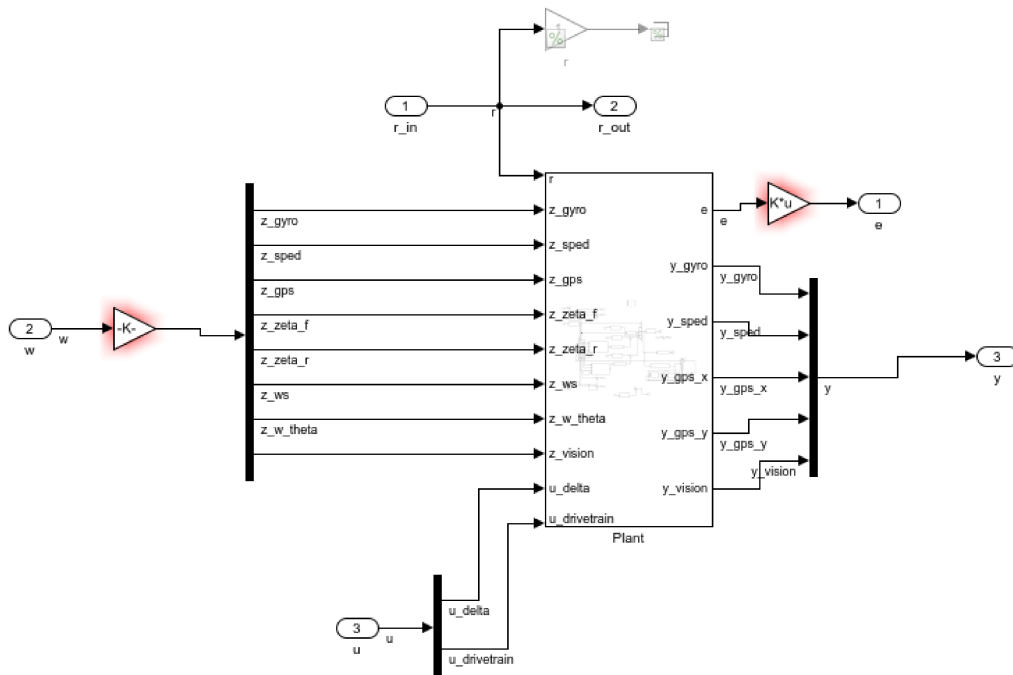 r
1
r_in
r
2
r_out
r
z_gyro
z_sped
z_gps
z_zeta_f
z_zeta_r
z_ws
z_w_theta
z_vision
u_delta
u_drivetrain
e
y_gyro
y_sped
y_gps_x
y_gps_y
y_vision
Plant
z_gyro
z_sped
z_gps
z_zeta_f
z_zeta_r
z_ws
z_w_theta
2
w
w
-K-
e
K*u
1
e
y_gyro
y_sped
y_gps_x
y_gps_y
y_vision
y
3
y
3
u
u
u_delta
u_drivetrain